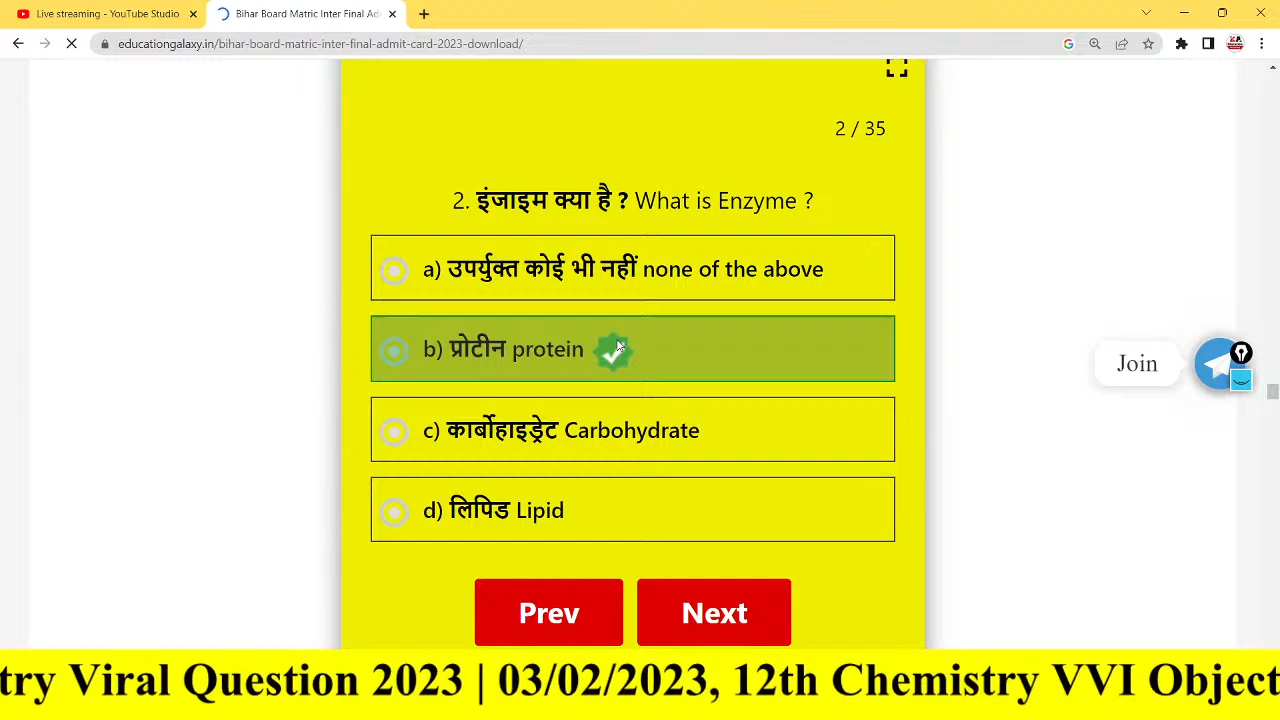 Live streaming - YouTube Studio
Bihar Board Matric Inter Final Ad
educationgalaxy.in/bihar-board-matric-inter-final-admit-card-2023-download/
2 / 35
2. इंजाइम क्या है ? What is Enzyme ?
a) उपर्युक्त कोई भी नहीं none of the above
b) प्रोटीन protein
c) कार्बोहाइड्रेट Carbohydrate
d) लिपिड Lipid
Join
Prev
Next
try Viral Question 2023 | 03/02/2023, 12th Chemistry VVI Object